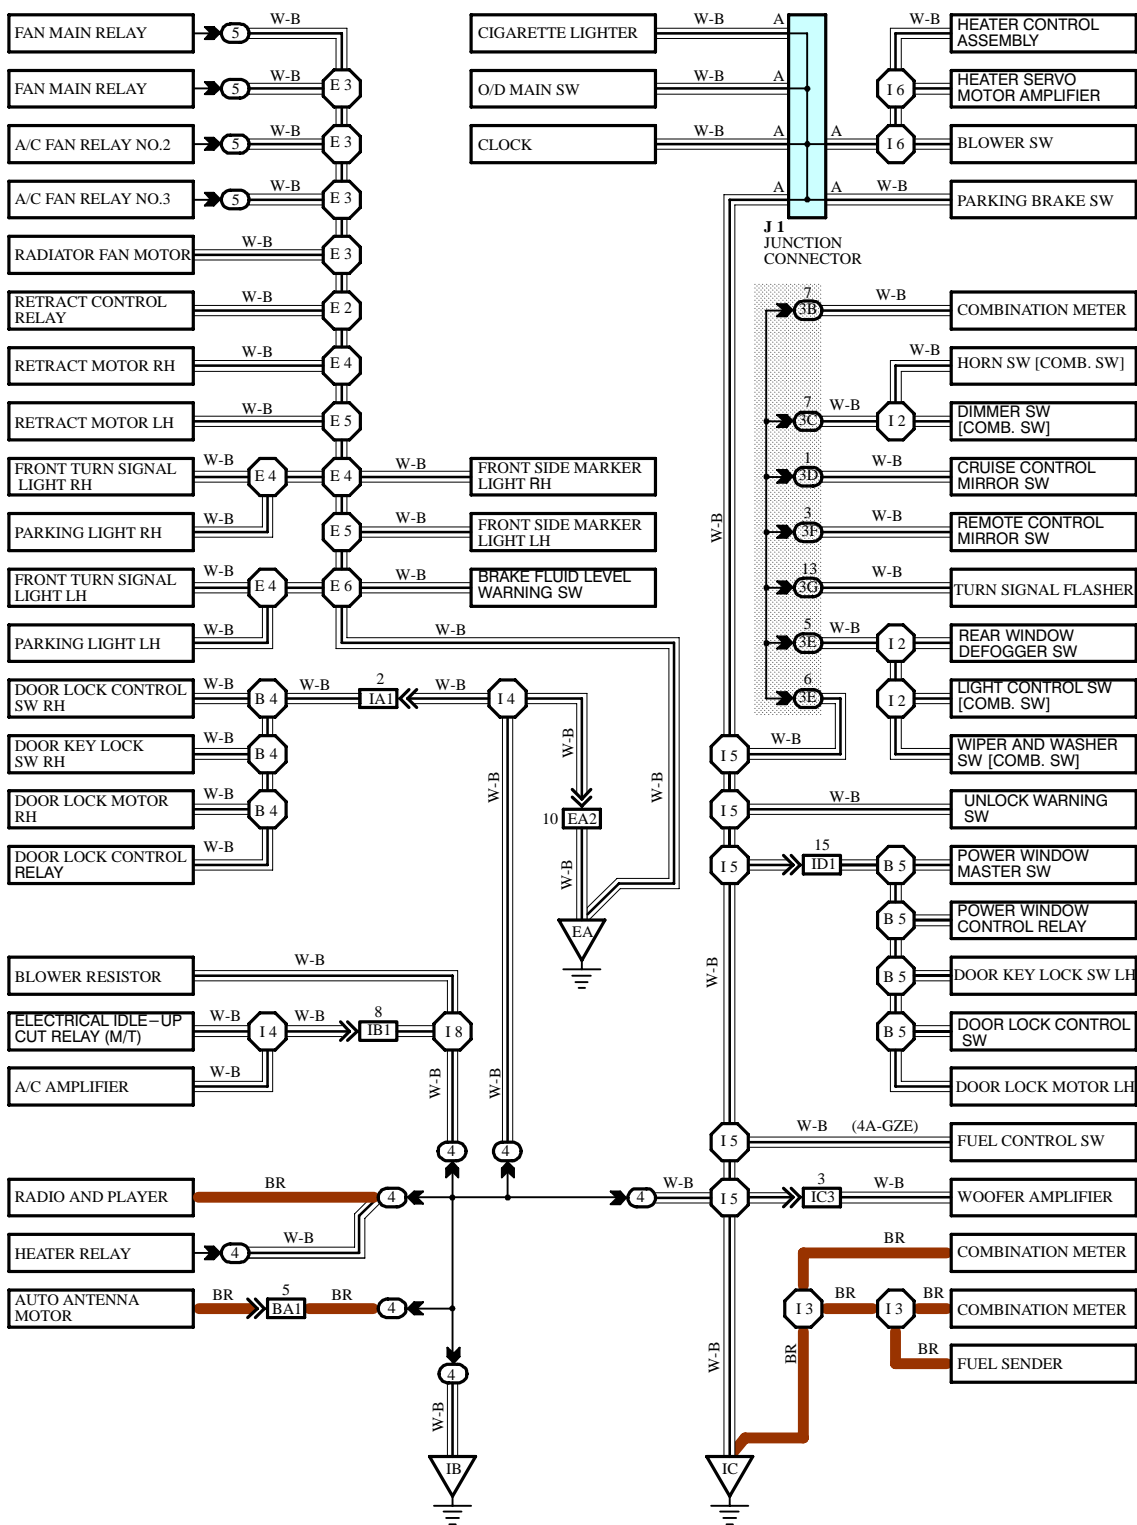 FAN MAIN RELAY
5
W-B
CIGARETTE LIGHTER
W-B
A
W-B
HEATER CONTROL
ASSEMBLY
FAN MAIN RELAY
5
W-B
E 3
O/D MAIN SW
W-B
A
I 6
HEATER SERVO
MOTOR AMPLIFIER
A/C FAN RELAY NO.2
5
W-B
E 3
CLOCK
W-B
A
A
I 6
BLOWER SW
A/C FAN RELAY NO.3
5
W-B
E 3
A
A
W-B
PARKING BRAKE SW
J 1
JUNCTION
CONNECTOR
RADIATOR FAN MOTOR
W-B
E 3
RETRACT CONTROL
RELAY
W-B
E 2
7
3B
W-B
COMBINATION METER
RETRACT MOTOR RH
W-B
E 4
W-B
HORN SW [COMB. SW]
RETRACT MOTOR LH
W-B
E 5
7
3C
W-B
I 2
DIMMER SW
[COMB. SW]
FRONT TURN SIGNAL
LIGHT RH
W-B
E 4
E 4
W-B
FRONT SIDE MARKER
LIGHT RH
1
3D
W-B
CRUISE CONTROL
MIRROR SW
PARKING LIGHT RH
W-B
E 5
W-B
FRONT SIDE MARKER
LIGHT LH
W-B
3
3F
W-B
REMOTE CONTROL
MIRROR SW
FRONT TURN SIGNAL
LIGHT LH
W-B
E 4
E 6
W-B
BRAKE FLUID LEVEL
WARNING SW
13
3G
W-B
TURN SIGNAL FLASHER
PARKING LIGHT LH
W-B
W-B
5
3E
W-B
I 2
REAR WINDOW
DEFOGGER SW
DOOR LOCK CONTROL
SW RH
W-B
B 4
W-B
2
IA1
W-B
I 4
6
3E
I 2
LIGHT CONTROL SW
[COMB. SW]
DOOR KEY LOCK
SW RH
W-B
B 4
W-B
I 5
W-B
WIPER AND WASHER
SW [COMB. SW]
DOOR LOCK MOTOR
RH
W-B
B 4
W-B
W-B
10
EA2
I 5
W-B
UNLOCK WARNING
SW
DOOR LOCK CONTROL
RELAY
W-B
W-B
I 5
15
ID1
B 5
POWER WINDOW
MASTER SW
EA
B 5
POWER WINDOW
CONTROL RELAY
BLOWER RESISTOR
W-B
W-B
B 5
DOOR KEY LOCK SW LH
ELECTRICAL IDLE-UP
CUT RELAY (M/T)
W-B
I 4
W-B
8
IB1
I 8
B 5
DOOR LOCK CONTROL
SW
A/C AMPLIFIER
W-B
W-B
W-B
DOOR LOCK MOTOR LH
4
4
I 5
W-B
(4A-GZE)
FUEL CONTROL SW
RADIO AND PLAYER
BR
4
4
W-B
I 5
3
IC3
W-B
WOOFER AMPLIFIER
HEATER RELAY
4
W-B
BR
COMBINATION METER
AUTO ANTENNA
MOTOR
BR
5
BA1
BR
4
I 3
BR
I 3
BR
COMBINATION METER
4
W-B
BR
BR
FUEL SENDER
W-B
IB
IC